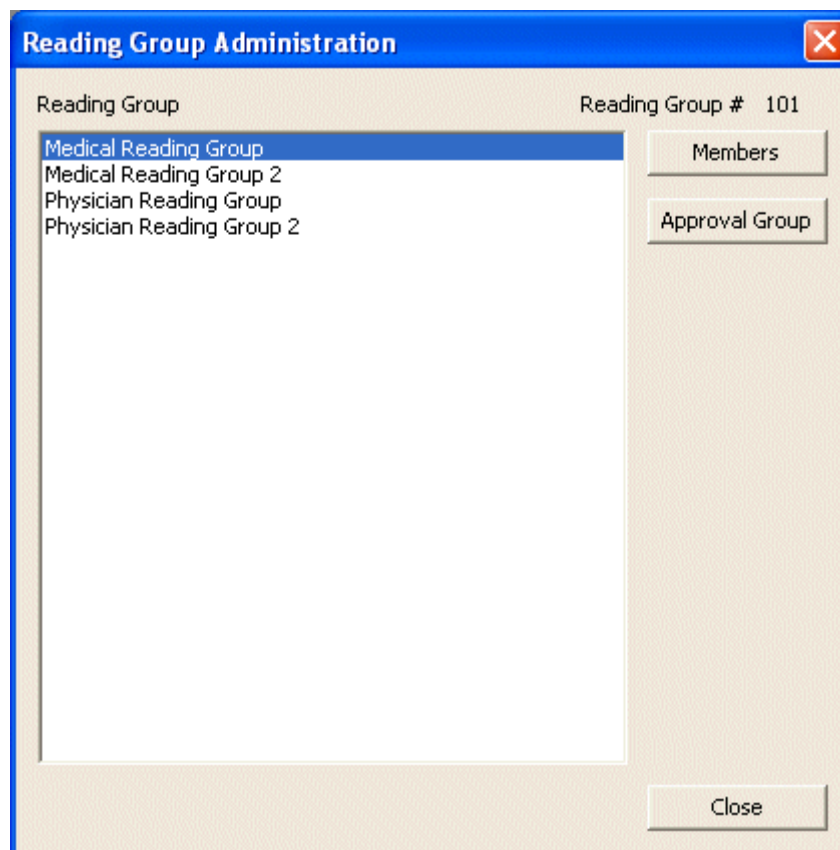 Reading Group Administration
Reading Group Reading Group # 101
Medical Reading Group
Medical Reading Group 2
Physician Reading Group
Physician Reading Group 2
Members
Approval Group
Close